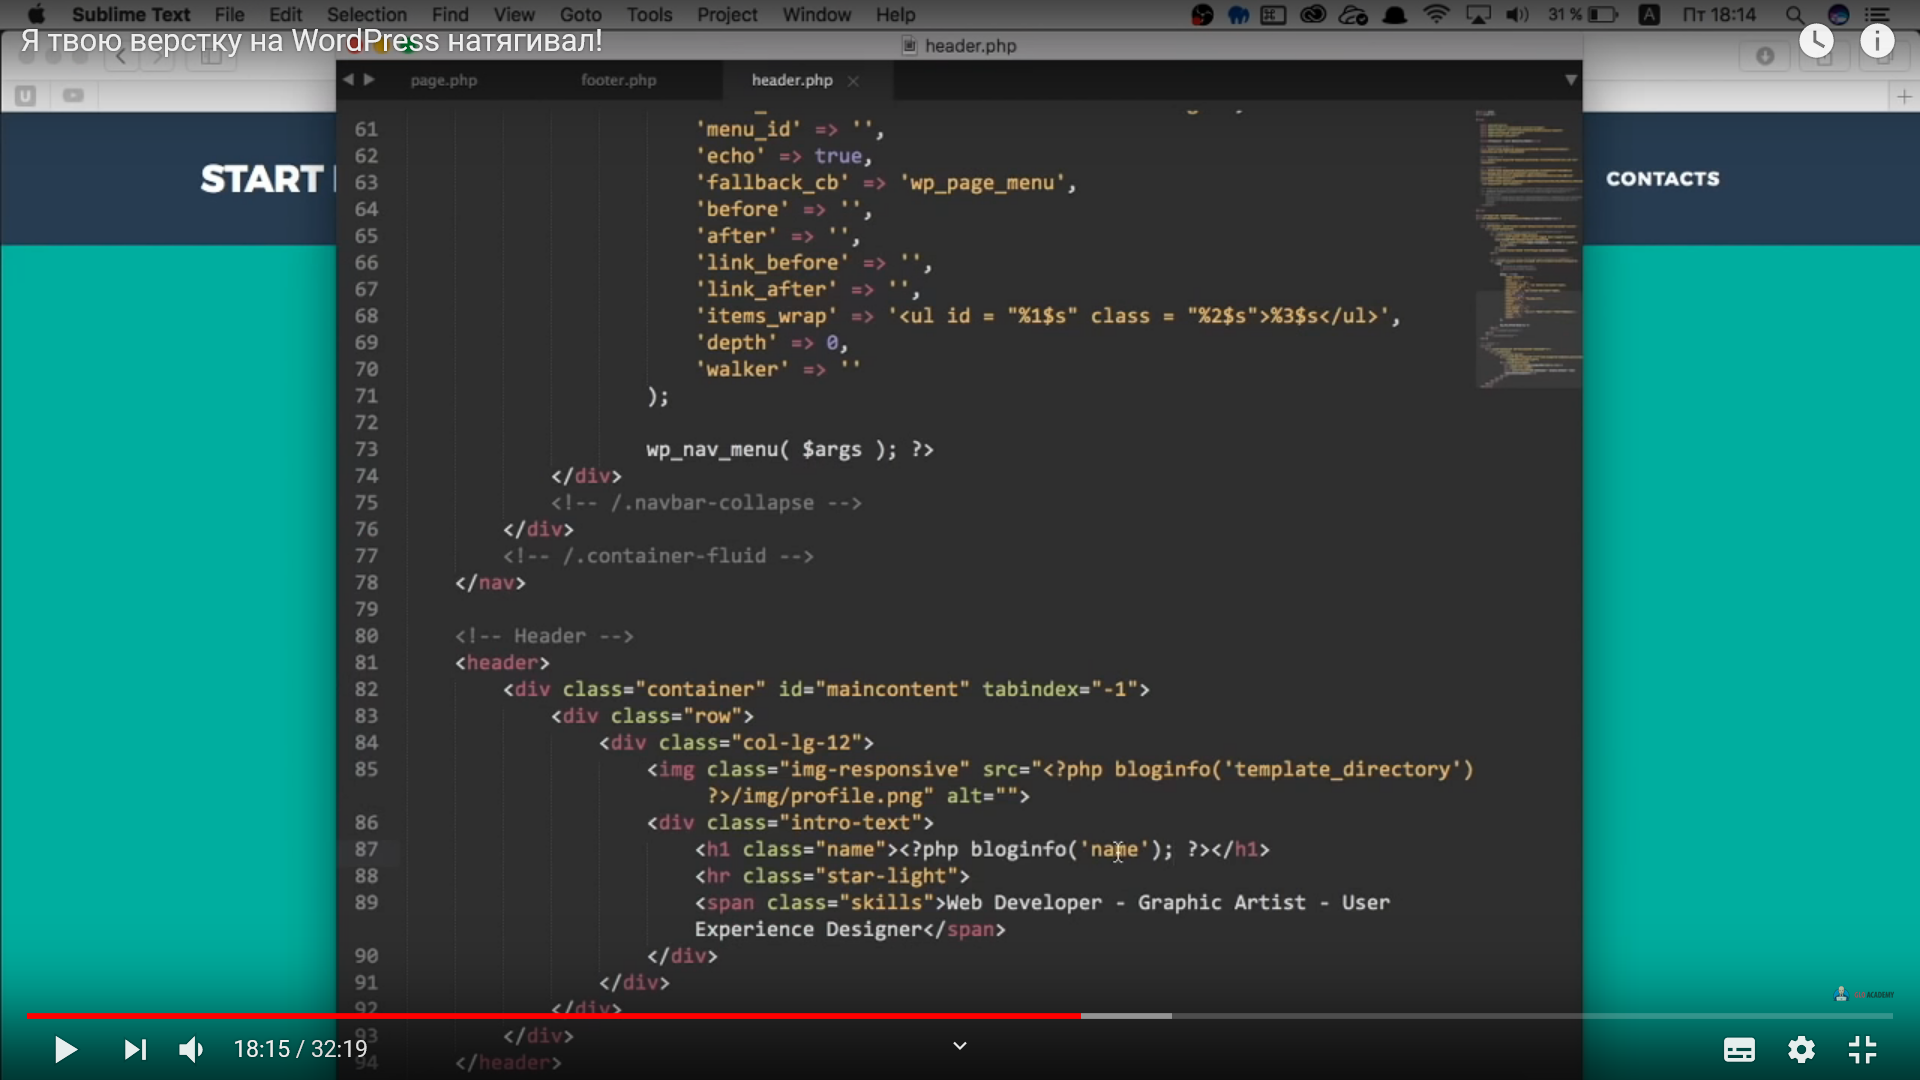 Sublime Text File Edit Selection Find View Goto Tools Project Window Help 31 % A Пт 18:14
Я твою верстку на WordPress натягивал!
header.php
page.php footer.php header.php
START
CONTACTS
61 'menu_id' => '',
62 'echo' => true,
63 'fallback_cb' => 'wp_page_menu',
64 'before' => '',
65 'after' => '',
66 'link_before' => '',
67 'link_after' => '',
68 'items_wrap' => '<ul id = "%1$s" class = "%2$s">%3$s</ul>',
69 'depth' => 0,
70 'walker' => ''
71 );
72
73 wp_nav_menu( $args ); ?>
74 </div>
75 <!-- /.navbar-collapse -->
76 </div>
77 <!-- /.container-fluid -->
78 </nav>
79
80 <!-- Header -->
81 <header>
82 <div class="container" id="maincontent" tabindex="-1">
83 <div class="row">
84 <div class="col-lg-12">
85 <img class="img-responsive" src="<?php bloginfo('template_directory')
?>/img/profile.png" alt="">
86 <div class="intro-text">
87 <h1 class="name"><?php bloginfo('name'); ?></h1>
88 <hr class="star-light">
89 <span class="skills">Web Developer - Graphic Artist - User
Experience Designer</span>
90 </div>
91 </div>
92 </div>
93 </div>
94 </header>
ACADEMY
18:15 / 32:19